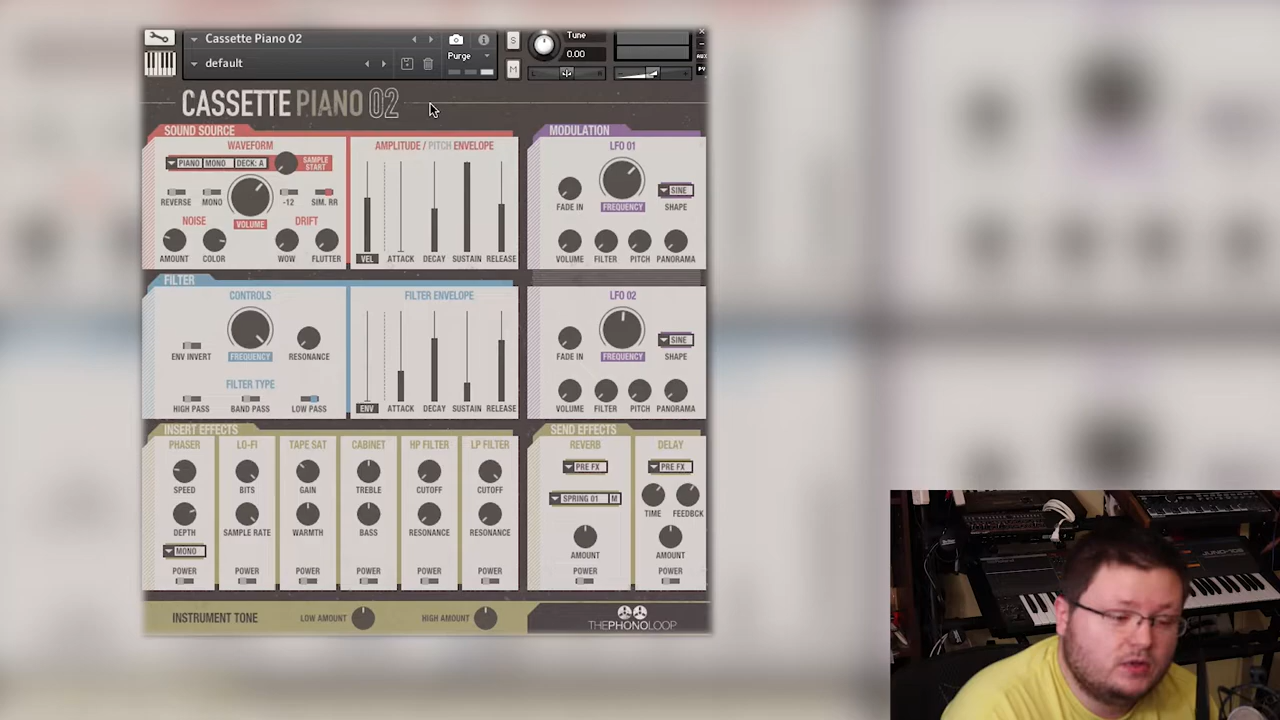 Cassette Piano 02
S
Tune
Purge
0.00
default
M
L R
AUX
PV
CASSETTE PIANO 02
SOUND SOURCE
MODULATION
WAVEFORM
AMPLITUDE / PITCH ENVELOPE
LFO 01
PIANO MONO DECK: A
SAMPLE START
REVERSE MONO -12 SIM. RR
FADE IN FREQUENCY SHAPE
SINE
NOISE VOLUME DRIFT
AMOUNT COLOR WOW FLUTTER
VEL ATTACK DECAY SUSTAIN RELEASE
VOLUME FILTER PITCH PANORAMA
FILTER
CONTROLS
FILTER ENVELOPE
LFO 02
SINE
ENV INVERT FREQUENCY RESONANCE
FADE IN FREQUENCY SHAPE
FILTER TYPE
HIGH PASS BAND PASS LOW PASS
ENV ATTACK DECAY SUSTAIN RELEASE
VOLUME FILTER PITCH PANORAMA
INSERT EFFECTS
SEND EFFECTS
PHASER LO-FI TAPE SAT CABINET HP FILTER LP FILTER
REVERB DELAY
PRE FX PRE FX
SPEED BITS GAIN TREBLE CUTOFF CUTOFF
SPRING 01 M
TIME FEEDBCK
DEPTH SAMPLE RATE WARMTH BASS RESONANCE RESONANCE
MONO
AMOUNT AMOUNT
POWER POWER POWER POWER POWER POWER
POWER POWER
INSTRUMENT TONE LOW AMOUNT HIGH AMOUNT
THEPHONOLOOP